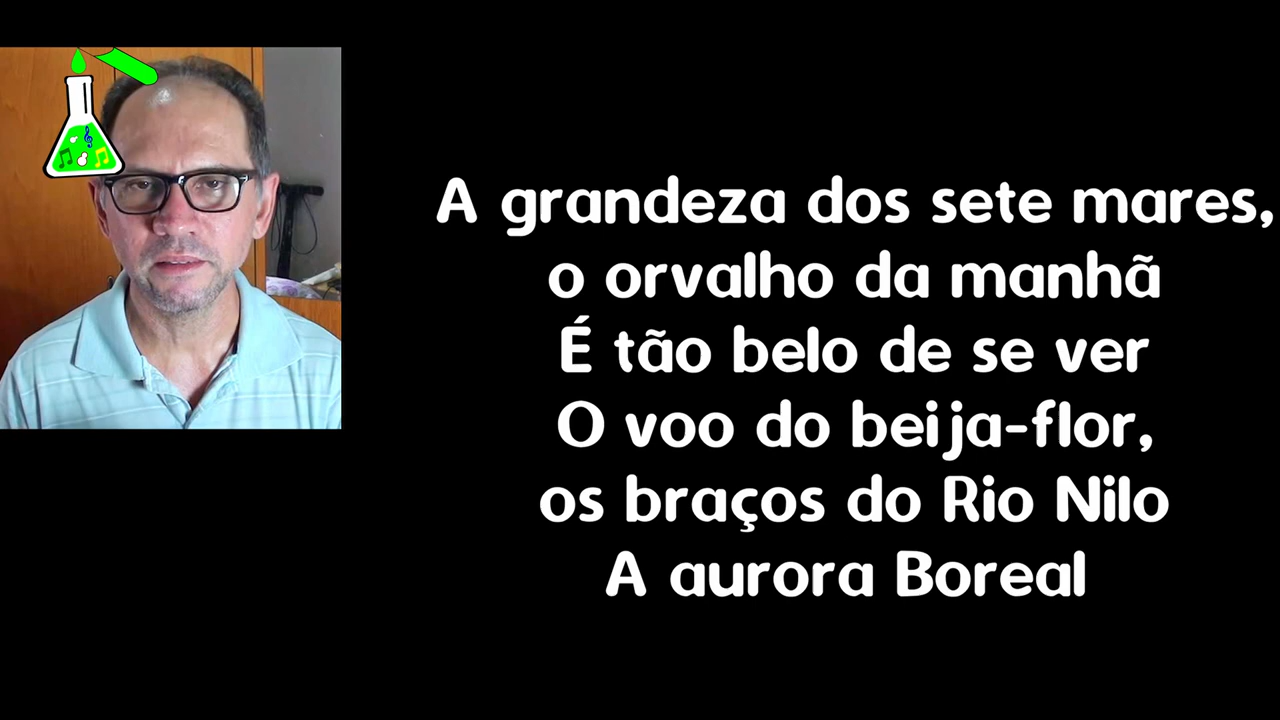 A grandeza dos sete mares,
o orvalho da manhã
É tão belo de se ver
O voo do beija-flor,
os braços do Rio Nilo
A aurora Boreal